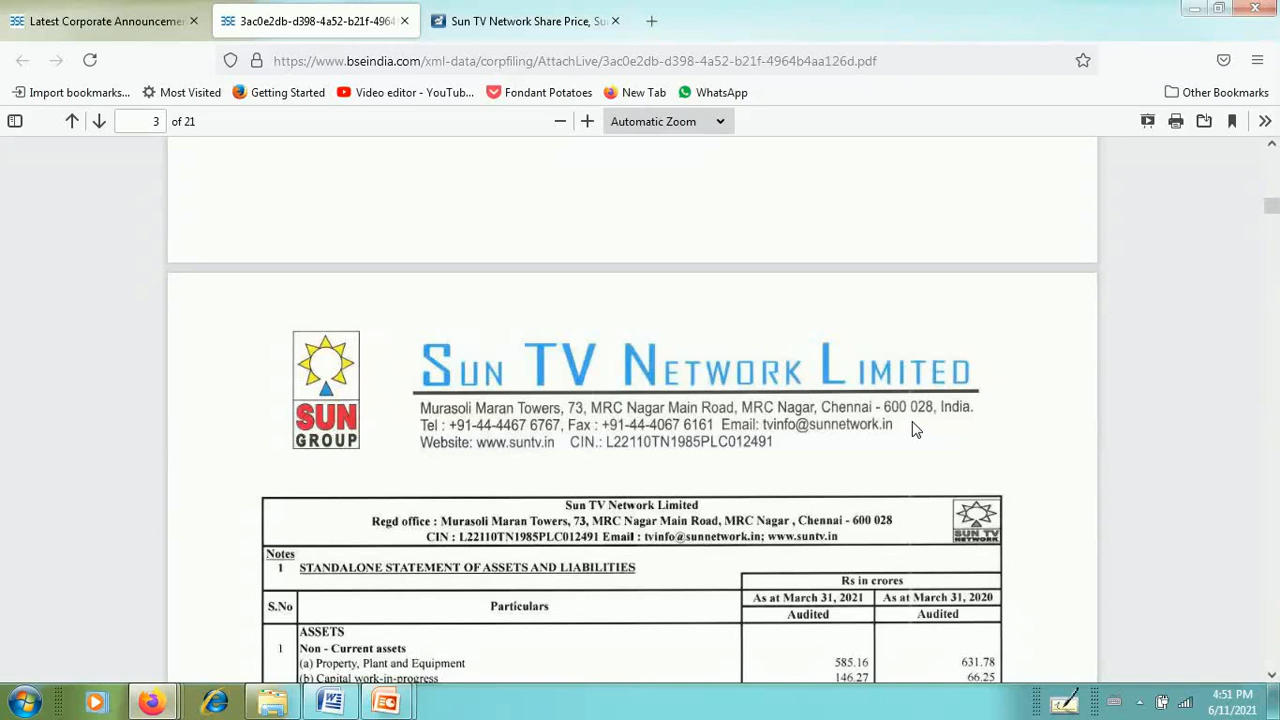 Latest Corporate Announcemen
3ac0e2db-d398-4a52-b21f-4964
Sun TV Network Share Price, Su
https://www.bseindia.com/xml-data/corpfiling/AttachLive/3ac0e2db-d398-4a52-b21f-4964b4aa126d.pdf
Import bookmarks...
Most Visited
Getting Started
Video editor - YouTub...
Fondant Potatoes
New Tab
WhatsApp
Other Bookmarks
3 of 21
Automatic Zoom
SUN TV NETWORK LIMITED
SUN
GROUP
Murasoli Maran Towers, 73, MRC Nagar Main Road, MRC Nagar, Chennai - 600 028, India.
Tel : +91-44-4467 6767, Fax : +91-44-4067 6161 Email: tvinfo@sunnetwork.in
Website: www.suntv.in CIN.: L22110TN1985PLC012491
Sun TV Network Limited
Regd office : Murasoli Maran Towers, 73, MRC Nagar Main Road, MRC Nagar , Chennai - 600 028
CIN : L22110TN1985PLC012491 Email : tvinfo@sunnetwork.in; www.suntv.in
SUN TV
NETWORK
Notes
1 STANDALONE STATEMENT OF ASSETS AND LIABILITIES
Rs in crores
S.No Particulars As at March 31, 2021 As at March 31, 2020
Audited Audited
ASSETS
1 Non - Current assets
(a) Property, Plant and Equipment 585.16 631.78
(b) Capital work-in-progress 146.27 66.25
4:51 PM
6/11/2021